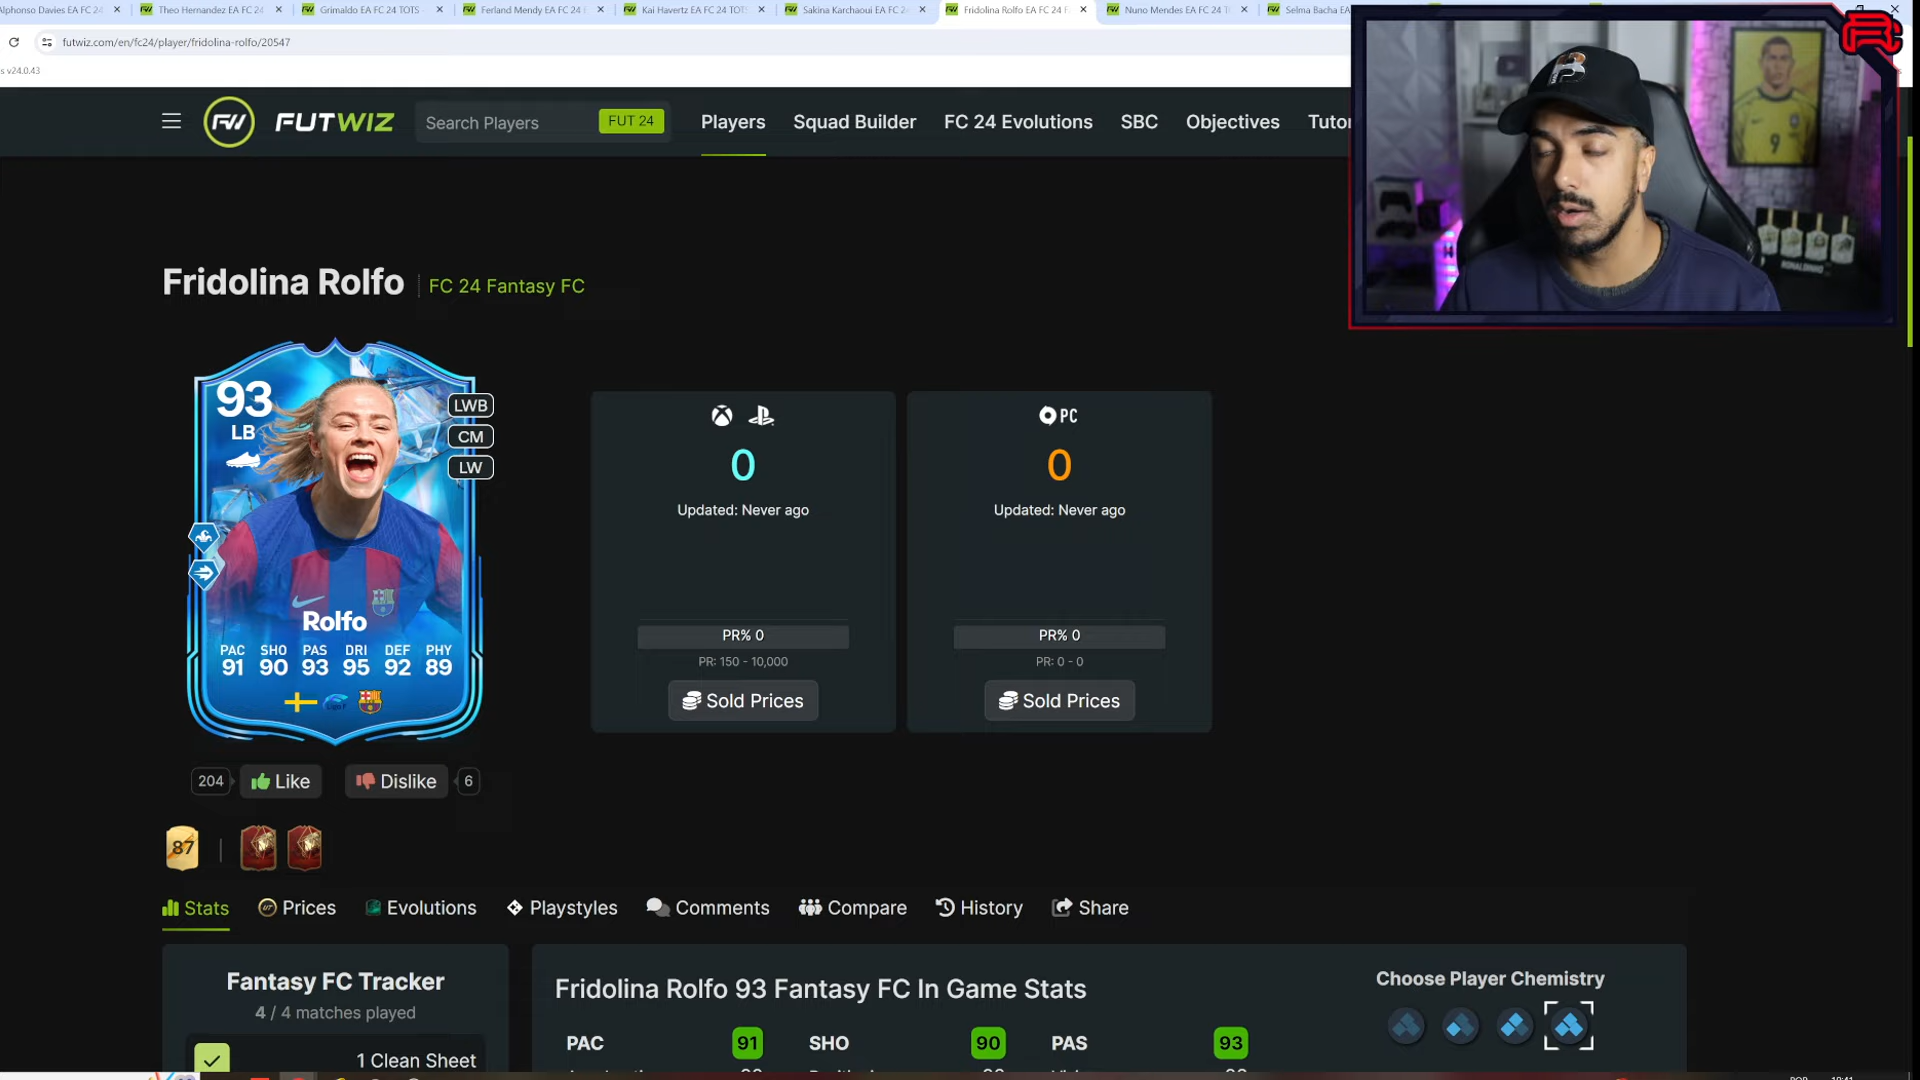 Alphonso Davies EA FC 24
Theo Hernandez EA FC 24
Grimaldo EA FC 24 TOTS
Ferland Mendy EA FC 24
Kai Havertz EA FC 24 TOTS
Sakina Karchaoui EA FC 24
Fridolina Rolfo EA FC 24 F
Nuno Mendes EA FC 24 T
Selma Bacha EA
futwiz.com/en/fc24/player/fridolina-rolfo/20547
s v24.0.43
FW FUTWIZ
Search Players
FUT 24
Players
Squad Builder
FC 24 Evolutions
SBC
Objectives
Tutor
9
RONALDINHO
Fridolina Rolfo
FC 24 Fantasy FC
93
LB
LWB
CM
LW
Rolfo
PAC SHO PAS DRI DEF PHY
91 90 93 95 92 89
0
Updated: Never ago
PR% 0
PR: 150 - 10,000
Sold Prices
PC
0
Updated: Never ago
PR% 0
PR: 0 - 0
Sold Prices
204
Like
Dislike
6
87
Stats
Prices
Evolutions
Playstyles
Comments
Compare
History
Share
Fantasy FC Tracker
4 / 4 matches played
1 Clean Sheet
Fridolina Rolfo 93 Fantasy FC In Game Stats
PAC 91
SHO 90
PAS 93
Choose Player Chemistry